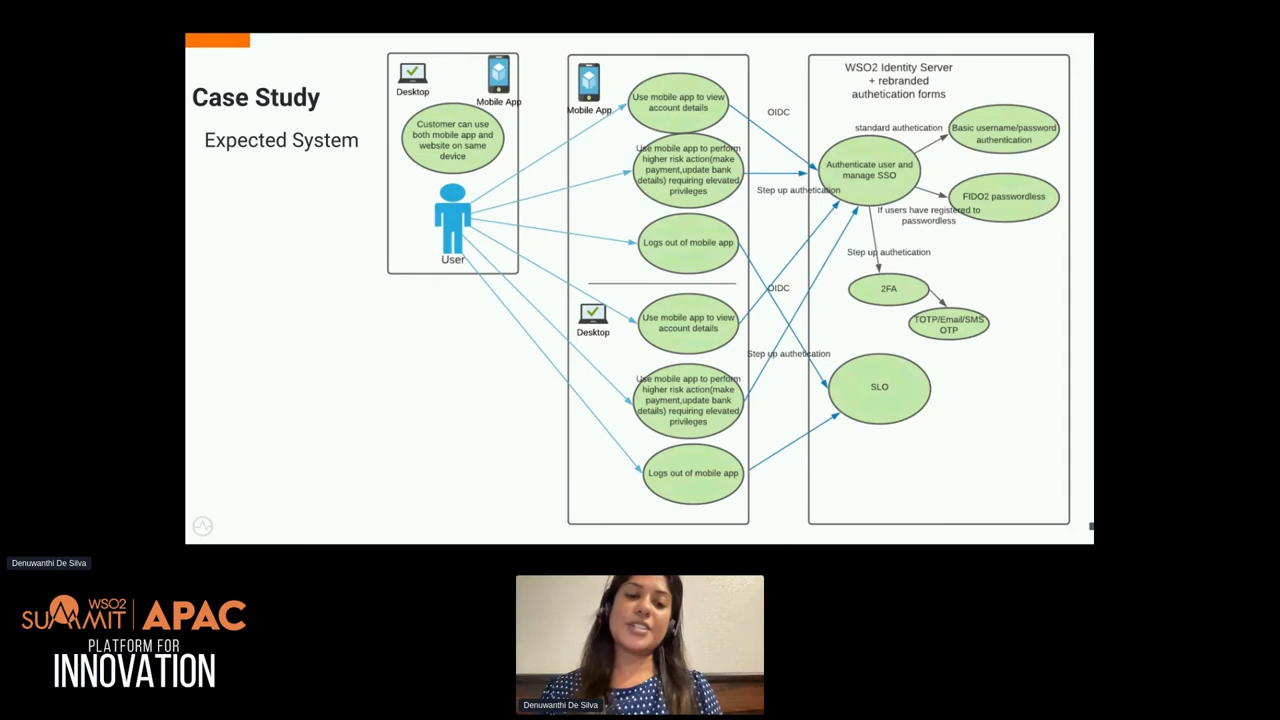 Case Study
Expected System
Desktop
Mobile App
Customer can use
both mobile app and
website on same
device
User
Mobile App
Use mobile app to view
account details
Use mobile app to perform
higher risk action(make
payment,update bank
details) requiring elevated
privileges
Logs out of mobile app
Desktop
Use mobile app to view
account details
Use mobile app to perform
higher risk action(make
payment,update bank
details) requiring elevated
privileges
Logs out of mobile app
OIDC
Step up authetication
OIDC
Step up authetication
WSO2 Identity Server
+ rebranded
authetication forms
standard authetication
Basic username/password
authentication
Authenticate user and
manage SSO
FIDO2 passwordless
If users have registered to
passwordless
Step up authetication
2FA
TOTP/Email/SMS
OTP
SLO
Denuwanthi De Silva
WSO2
SUMMIT APAC
PLATFORM FOR
INNOVATION
Denuwanthi De Silva